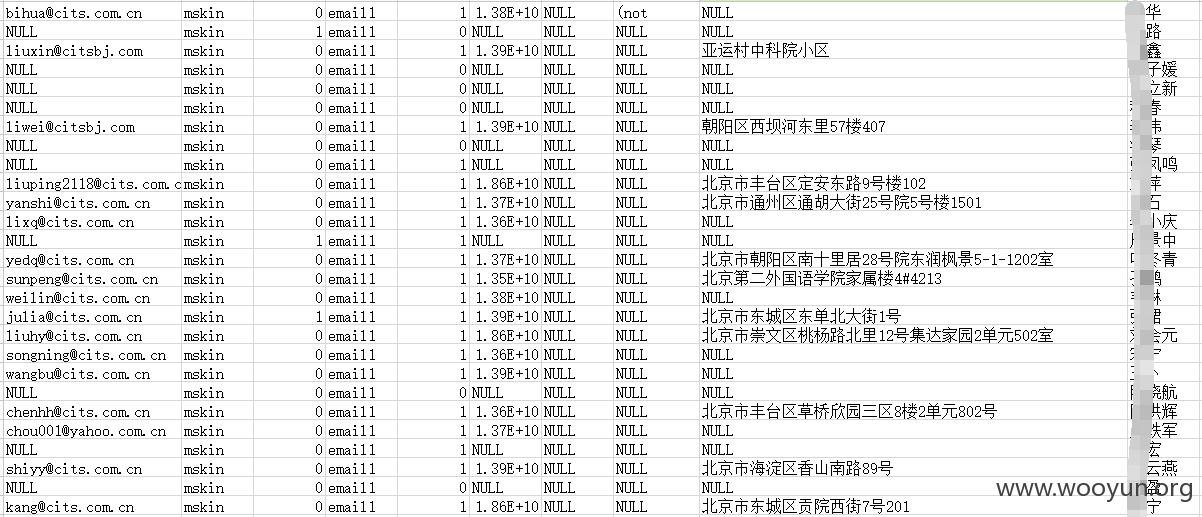 bihua@cits.com.cn mskin 0 email1 1 1.38E+10 NULL (not NULL 华
NULL mskin 1 email1 0 NULL NULL NULL NULL 路
liuxin@citsbj.com mskin 0 email1 1 1.39E+10 NULL NULL 亚运村中科院小区 鑫
NULL mskin 0 email1 0 NULL NULL NULL NULL 子媛
NULL mskin 0 email1 0 NULL NULL NULL NULL 立新
NULL mskin 0 email1 0 NULL NULL NULL NULL 春
liwei@citsbj.com mskin 0 email1 1 1.39E+10 NULL NULL 朝阳区西坝河东里57楼407 伟
NULL mskin 0 email1 0 NULL NULL NULL NULL 琴
NULL mskin 0 email1 1 NULL NULL NULL NULL 凤鸣
liuping2118@cits.com.c mskin 0 email1 1 1.86E+10 NULL NULL 北京市丰台区定安东路9号楼102 萍
yanshi@cits.com.cn mskin 0 email1 1 1.37E+10 NULL NULL 北京市通州区通胡大街25号院5号楼1501 石
lixq@cits.com.cn mskin 0 email1 1 1.36E+10 NULL NULL NULL 小庆
NULL mskin 1 email1 1 NULL NULL NULL NULL 景中
yedq@cits.com.cn mskin 0 email1 1 1.37E+10 NULL NULL 北京市朝阳区南十里居28号院东润枫景5-1-1202室 冬青
sunpeng@cits.com.cn mskin 0 email1 1 1.35E+10 NULL NULL 北京第二外国语学院家属楼4#4213 鹏
weilin@cits.com.cn mskin 0 email1 1 1.38E+10 NULL NULL NULL 琳
julia@cits.com.cn mskin 1 email1 1 1.39E+10 NULL NULL 北京市东城区东单北大街1号 珺
liuhy@cits.com.cn mskin 0 email1 1 1.86E+10 NULL NULL 北京市崇文区桃杨路北里12号集达家园2单元502室 会元
songning@cits.com.cn mskin 0 email1 1 1.36E+10 NULL NULL NULL 宁
wangbu@cits.com.cn mskin 0 email1 1 1.39E+10 NULL NULL NULL
NULL mskin 0 email1 0 NULL NULL NULL NULL 晓航
chenhh@cits.com.cn mskin 0 email1 1 1.36E+10 NULL NULL 北京市丰台区草桥欣园三区8楼2单元802号 洪辉
chou001@yahoo.com.cn mskin 0 email1 1 1.37E+10 NULL NULL NULL 铁军
NULL mskin 0 email1 1 NULL NULL NULL NULL 宏
shiyy@cits.com.cn mskin 0 email1 1 1.39E+10 NULL NULL 北京市海淀区香山南路89号 云燕
NULL mskin 0 email1 0 NULL NULL NULL NULL 盈
kang@cits.com.cn mskin 0 email1 1 1.86E+10 NULL NULL 北京市东城区贡院西街7号201 宁
www.wooyun.org